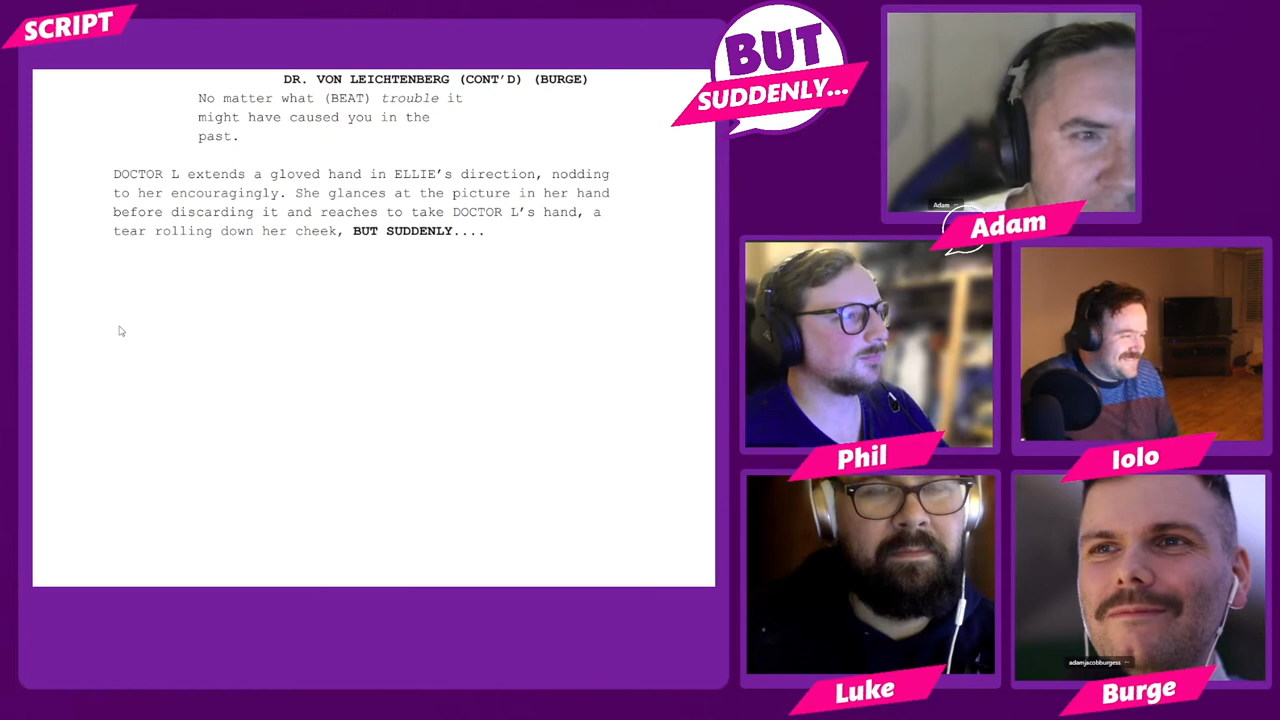 SCRIPT
DR. VON LEICHTENBERG (CONT'D) (BURGE)
No matter what (BEAT) trouble it
might have caused you in the
past.
DOCTOR L extends a gloved hand in ELLIE's direction, nodding
to her encouragingly. She glances at the picture in her hand
before discarding it and reaches to take DOCTOR L's hand, a
tear rolling down her cheek, BUT SUDDENLY....
BUT
SUDDENLY...
Adam
Adam
Phil
Iolo
Luke
adamjacobburgess
Burge